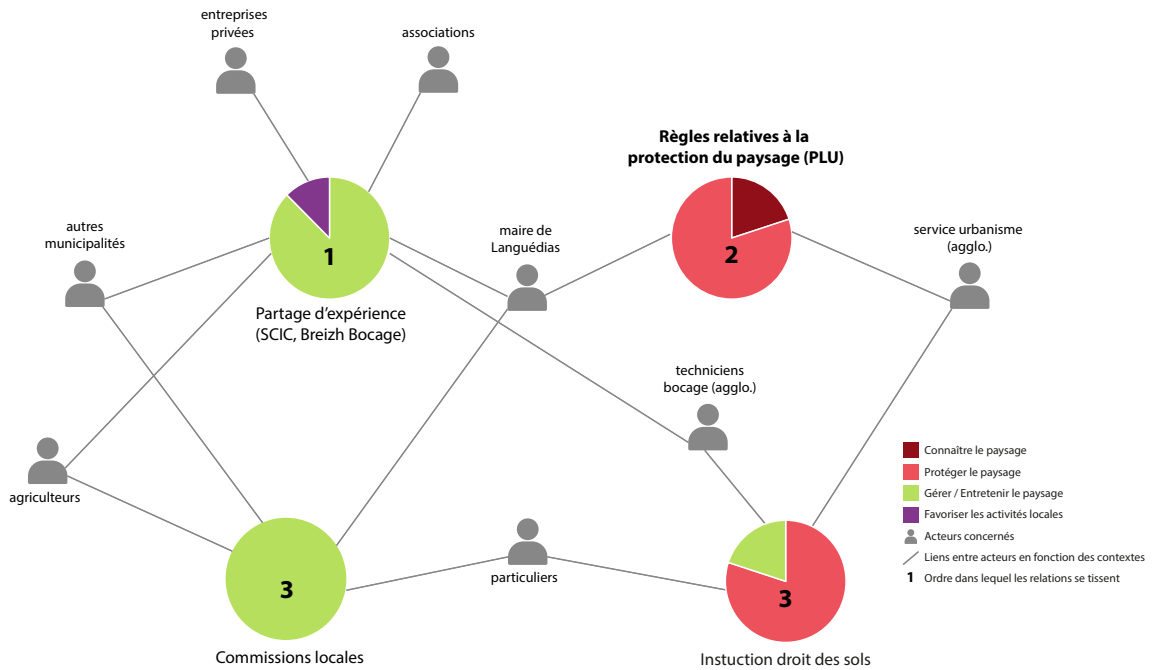 entreprises
privées
associations
Règles relatives à la
protection du paysage (PLU)
autres
municipalités
1
maire de
Languédias
2
service urbanisme
(agglo.)
Partage d'expérience
(SCIC, Breizh Bocage)
techniciens
bocage (agglo.)
agriculteurs
Connaître le paysage
Protéger le paysage
Gérer / Entretenir le paysage
Favoriser les activités locales
Acteurs concernés
Liens entre acteurs en fonction des contextes
1 Ordre dans lequel les relations se tissent
3
particuliers
3
Commissions locales
Instuction droit des sols